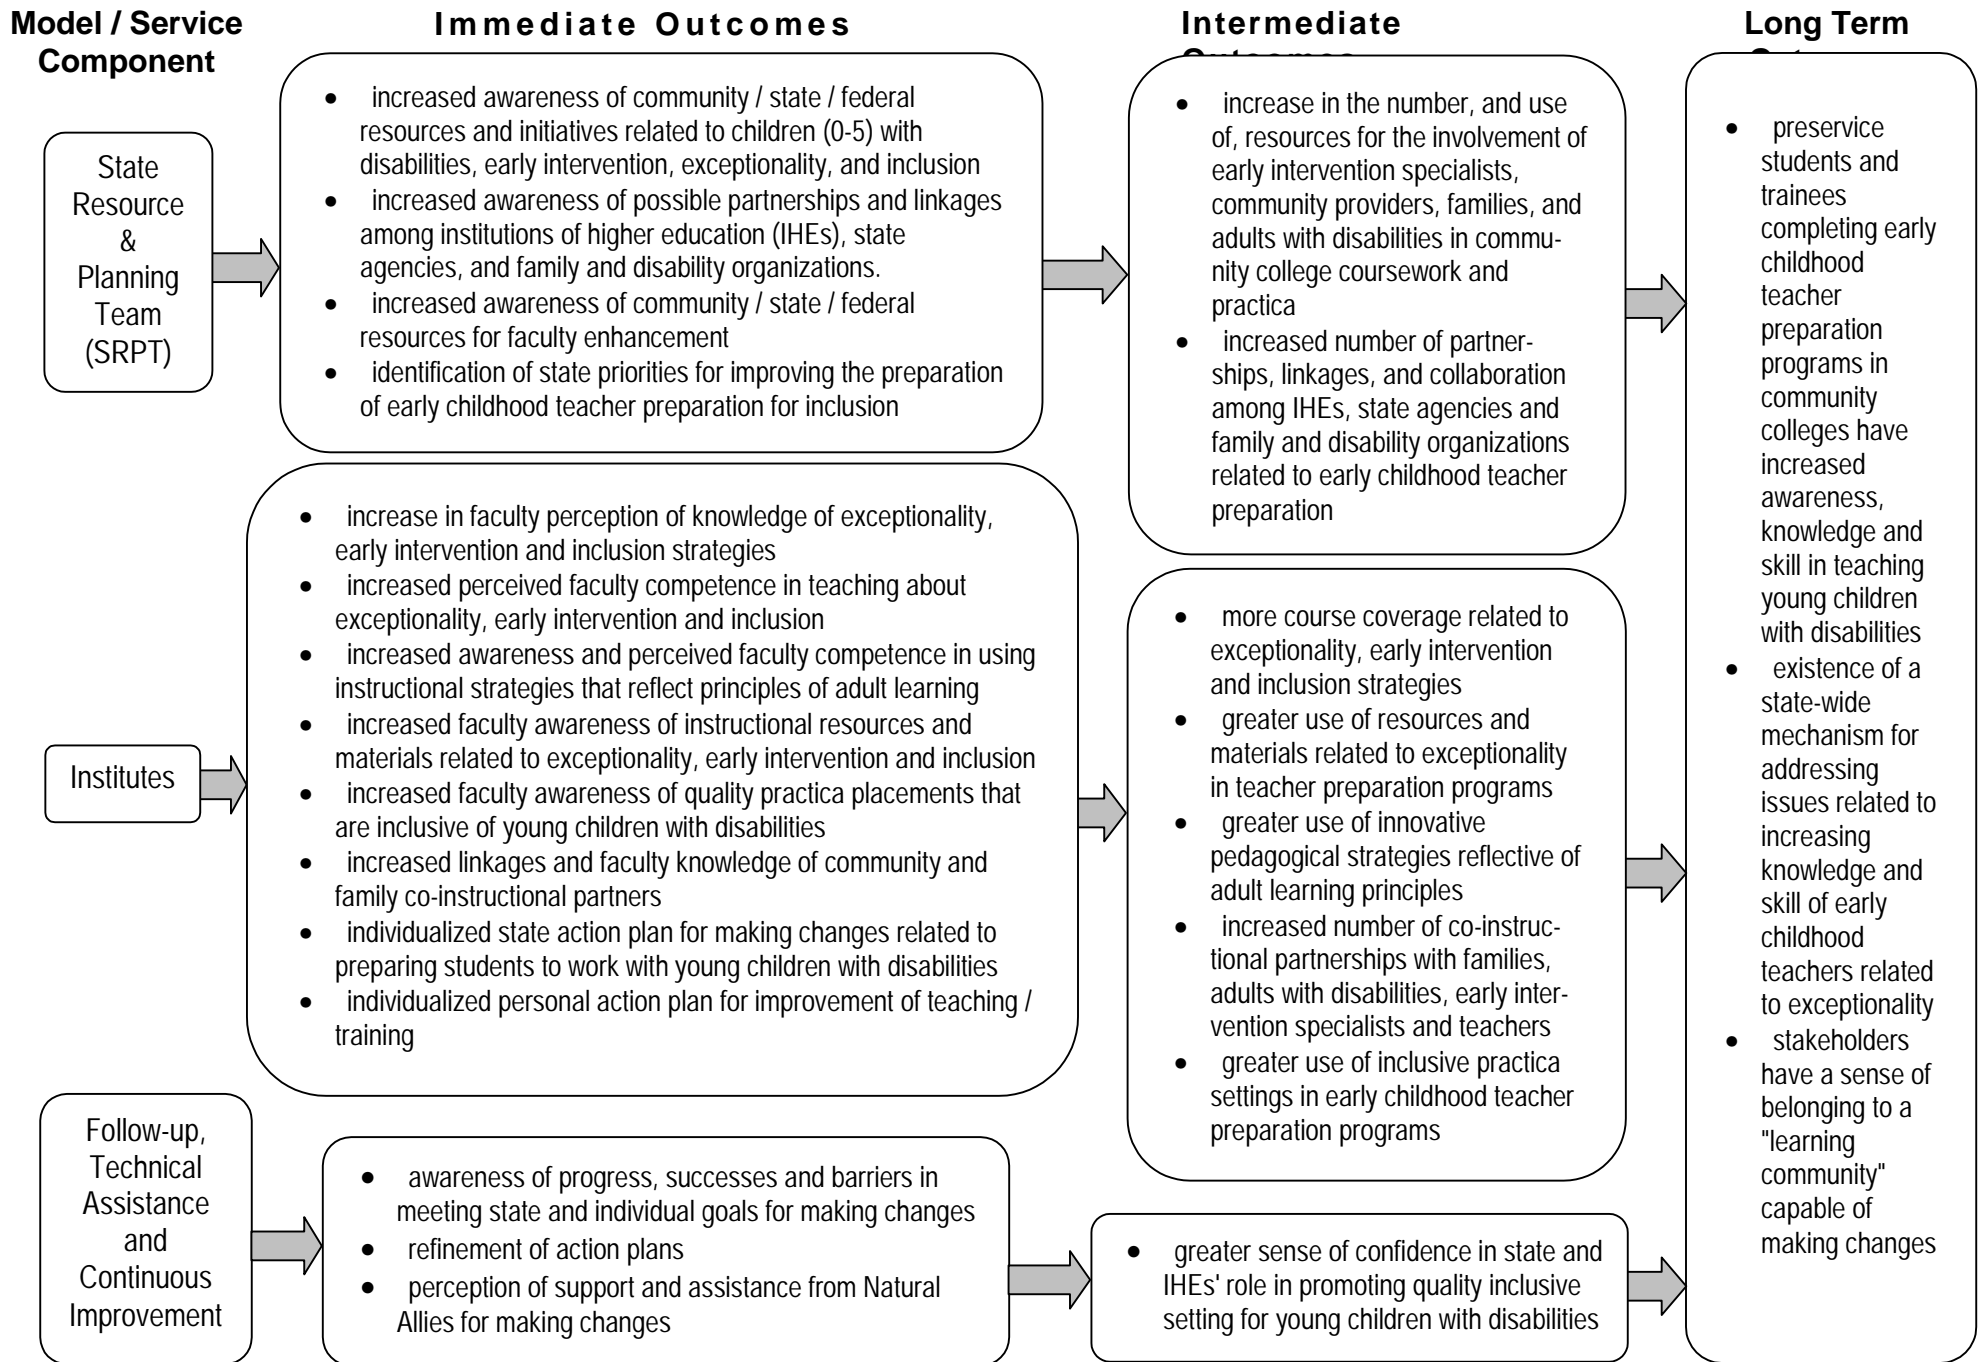 Model / Service
Component
Immediate Outcomes
Intermediate
Long Term
State
Resource
&
Planning
Team
(SRPT)
• increased awareness of community / state / federal
resources and initiatives related to children (0-5) with
disabilities, early intervention, exceptionality, and inclusion
• increased awareness of possible partnerships and linkages
among institutions of higher education (IHEs), state
agencies, and family and disability organizations.
• increased awareness of community / state / federal
resources for faculty enhancement
• identification of state priorities for improving the preparation
of early childhood teacher preparation for inclusion
• increase in the number, and use
of, resources for the involvement of
early intervention specialists,
community providers, families, and
adults with disabilities in commu-
nity college coursework and
practica
• increased number of partner-
ships, linkages, and collaboration
among IHEs, state agencies and
family and disability organizations
related to early childhood teacher
preparation
Institutes
• increase in faculty perception of knowledge of exceptionality,
early intervention and inclusion strategies
• increased perceived faculty competence in teaching about
exceptionality, early intervention and inclusion
• increased awareness and perceived faculty competence in using
instructional strategies that reflect principles of adult learning
• increased faculty awareness of instructional resources and
materials related to exceptionality, early intervention and inclusion
• increased faculty awareness of quality practica placements that
are inclusive of young children with disabilities
• increased linkages and faculty knowledge of community and
family co-instructional partners
• individualized state action plan for making changes related to
preparing students to work with young children with disabilities
• individualized personal action plan for improvement of teaching /
training
• more course coverage related to
exceptionality, early intervention
and inclusion strategies
• greater use of resources and
materials related to exceptionality
in teacher preparation programs
• greater use of innovative
pedagogical strategies reflective of
adult learning principles
• increased number of co-instruc-
tional partnerships with families,
adults with disabilities, early inter-
vention specialists and teachers
• greater use of inclusive practica
settings in early childhood teacher
preparation programs
Follow-up,
Technical
Assistance
and
Continuous
Improvement
• awareness of progress, successes and barriers in
meeting state and individual goals for making changes
• refinement of action plans
• perception of support and assistance from Natural
Allies for making changes
• greater sense of confidence in state and
IHEs' role in promoting quality inclusive
setting for young children with disabilities
• preservice
students and
trainees
completing early
childhood
teacher
preparation
programs in
community
colleges have
increased
awareness,
knowledge and
skill in teaching
young children
with disabilities
• existence of a
state-wide
mechanism for
addressing
issues related to
increasing
knowledge and
skill of early
childhood
teachers related
to exceptionality
• stakeholders
have a sense of
belonging to a
"learning
community"
capable of
making changes